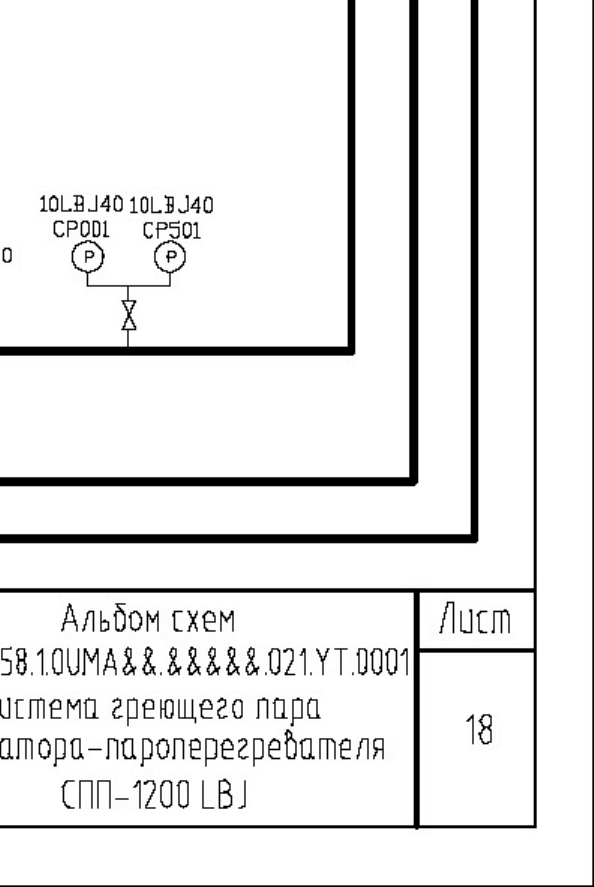 10LBJ40 10LBJ40
CP001 CP501
0 P P
Альбом схем Лист
58.1.0UMA&&.&&&&&.021.YT.0001
истема греющего пара
18
атора-пароперегревателя
СПП-1200 LBJ